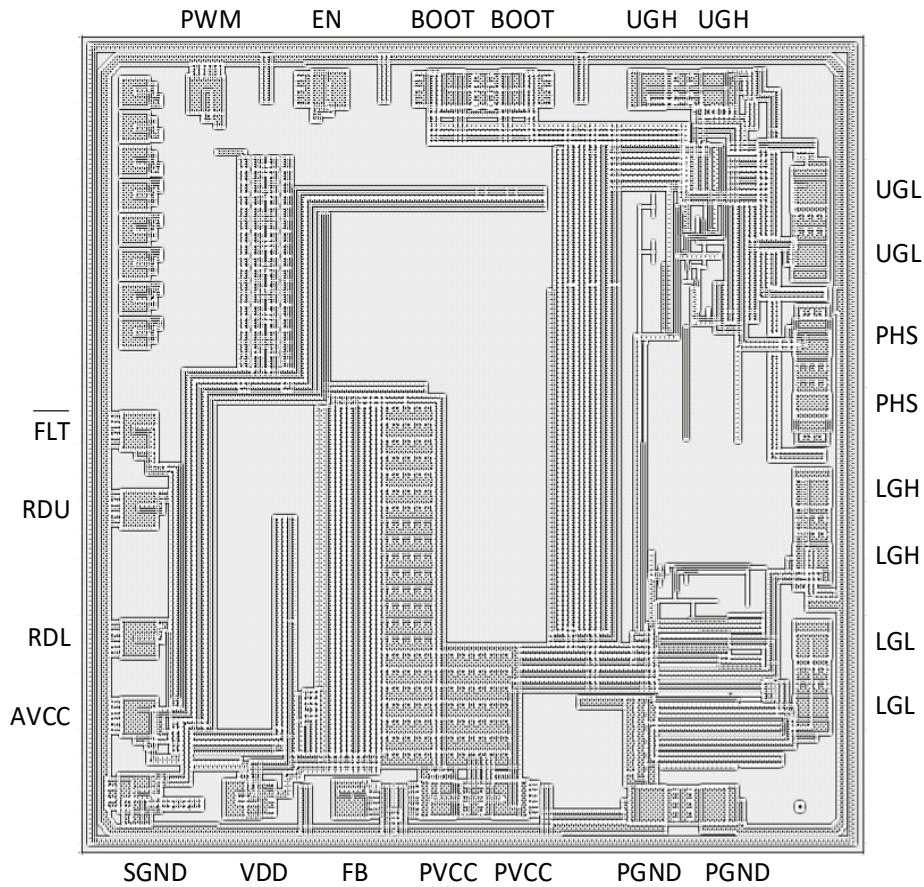 PWM EN BOOT BOOT UGH UGH
UGL
UGL
PHS
FLT
PHS
LGH
RDU
LGH
RDL
LGL
AVCC
LGL
SGND VDD FB PVCC PVCC PGND PGND